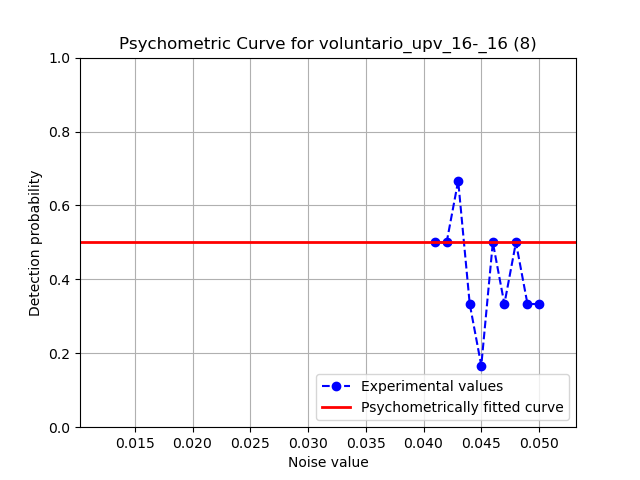 Psychometric Curve for voluntario_upv_16-_16 (8)
1.0
0.8
0.6
0.4
0.2
0.0
Detection probability
Experimental values
Psychometrically fitted curve
0.015 0.020 0.025 0.030 0.035 0.040 0.045 0.050
Noise value